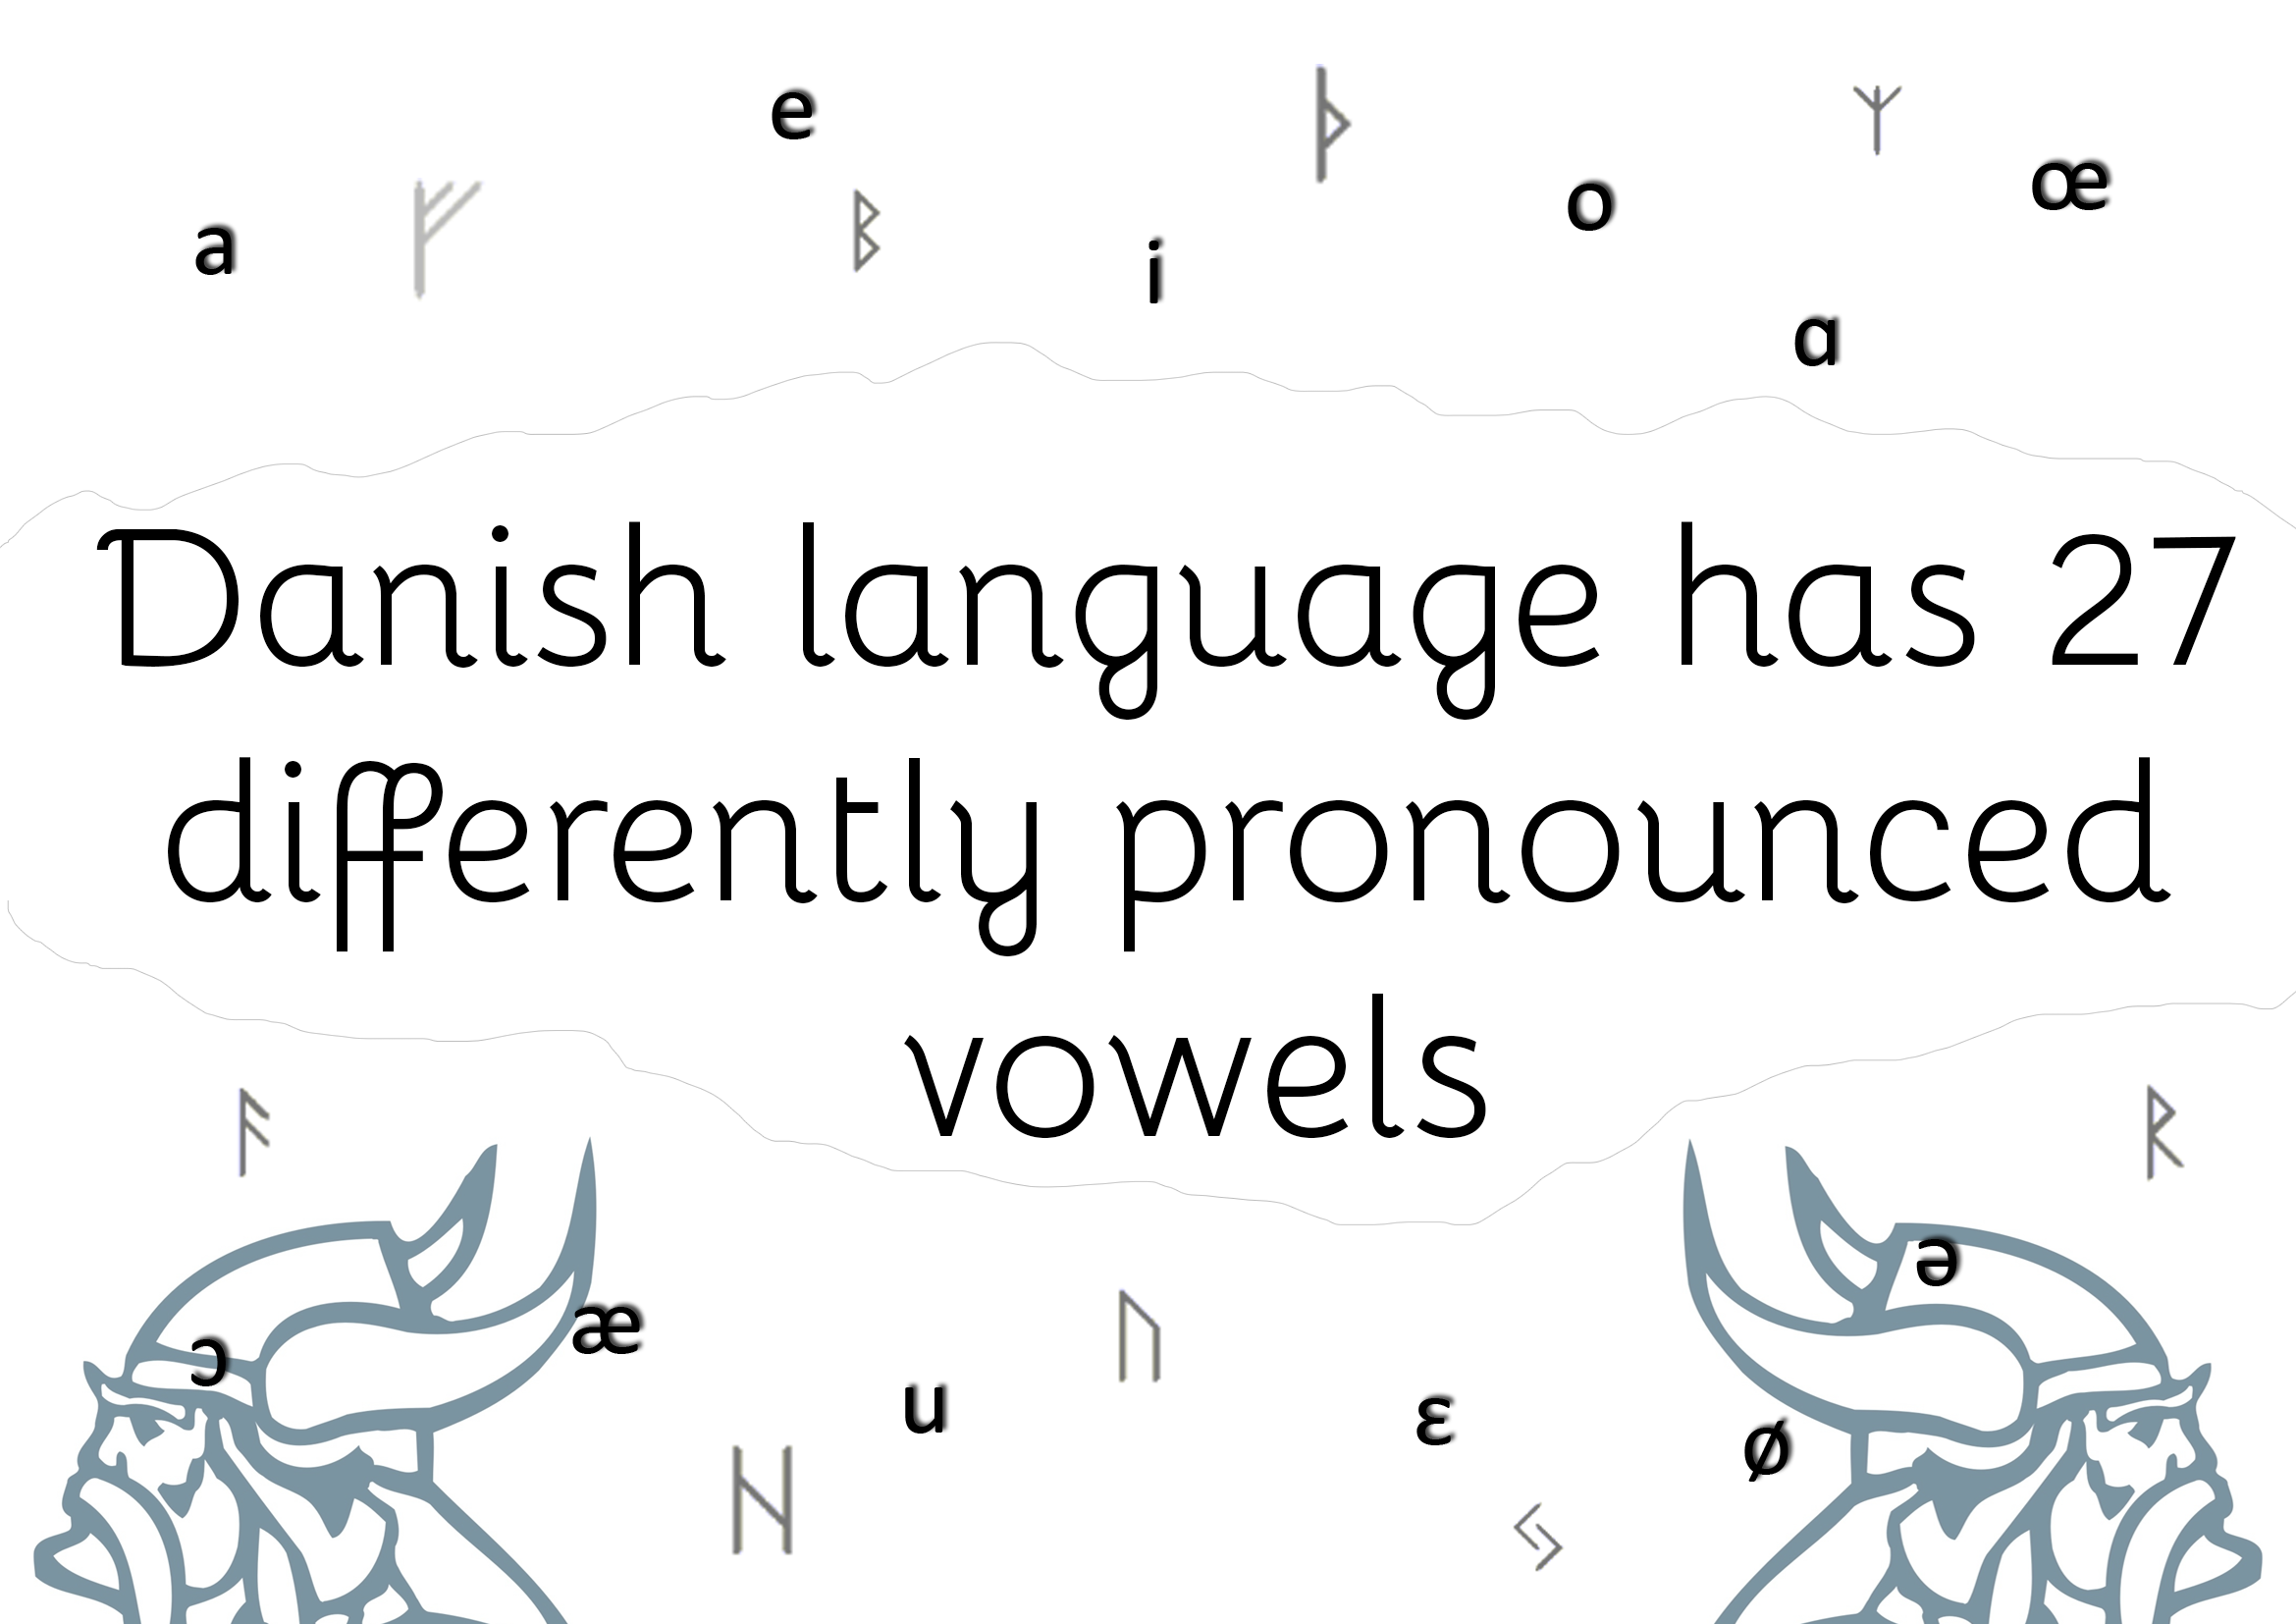 e ᚦ ᛉ
a ᚠ ᛒ i o œ
ɑ
Danish language has 27
differently pronounced
vowels
ᚨ ᚱ
ɔ æ u ᚢ ɛ ø ə
ᚺ ᛃ